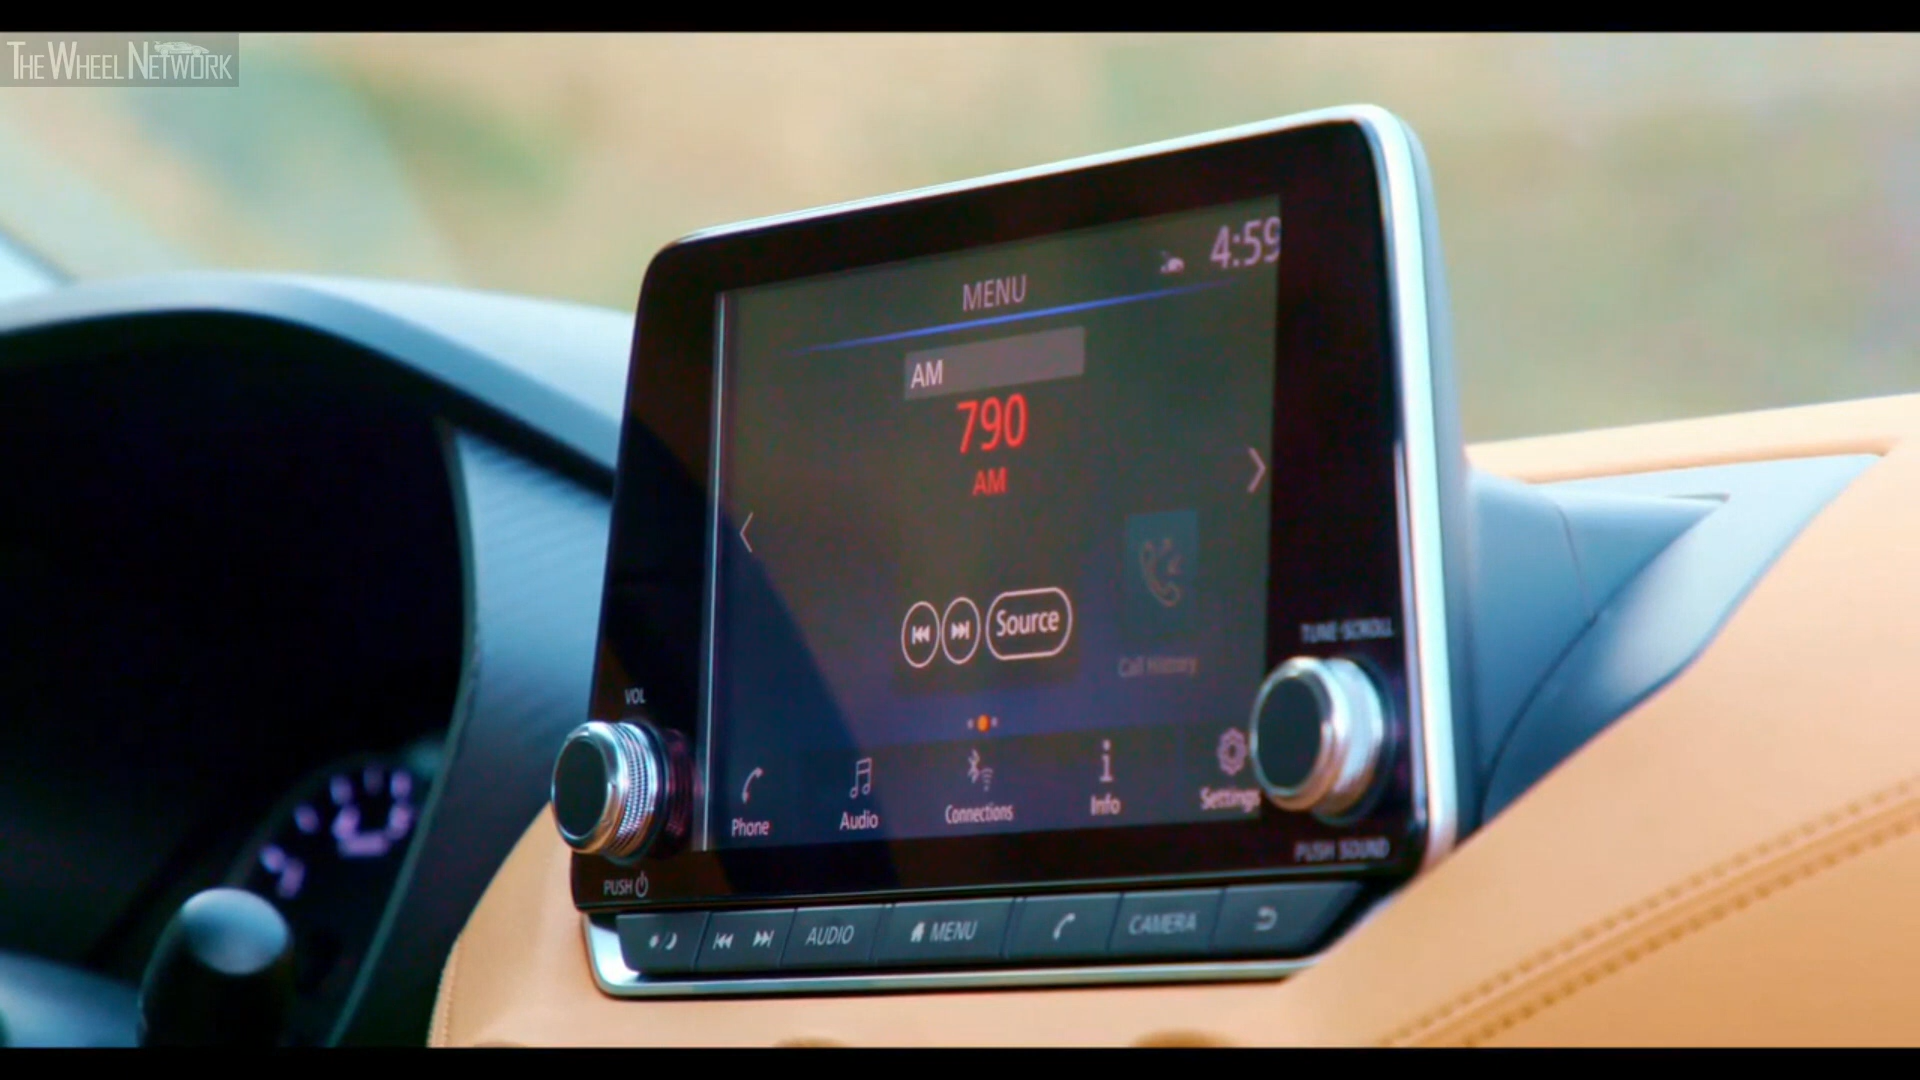 THE WHEEL NETWORK
4:59
MENU
AM
790
AM
Source
Call History
Phone
Audio
Connections
Info
Settings
VOL
PUSH
TUNE·SCROLL
PUSH SOUND
AUDIO
MENU
CAMERA